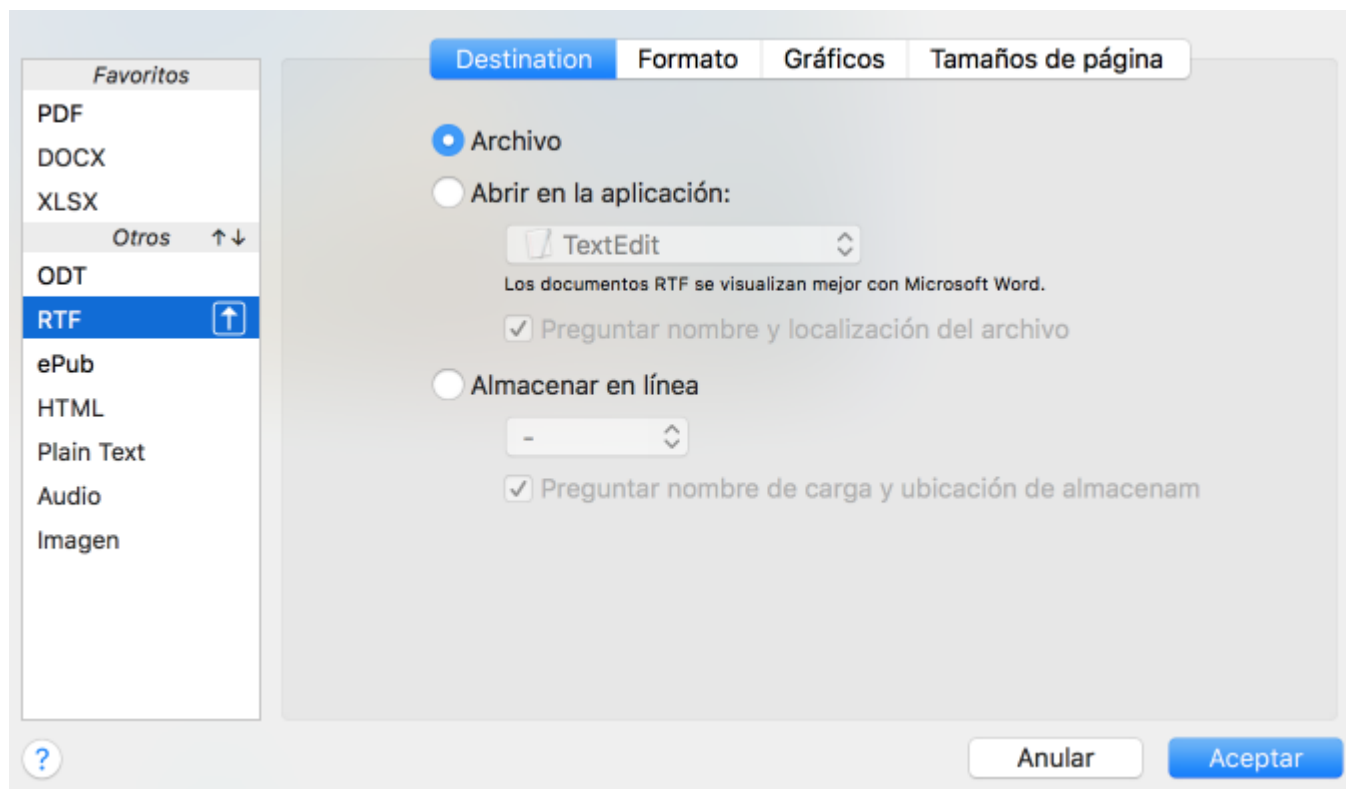 Destination Formato Gráficos Tamaños de página
Favoritos
PDF
DOCX
XLSX
Otros ↑↓
ODT
RTF
ePub
HTML
Plain Text
Audio
Imagen
Archivo
Abrir en la aplicación:
TextEdit
Los documentos RTF se visualizan mejor con Microsoft Word.
Preguntar nombre y localización del archivo
Almacenar en línea
-
Preguntar nombre de carga y ubicación de almacenam
?
Anular Aceptar